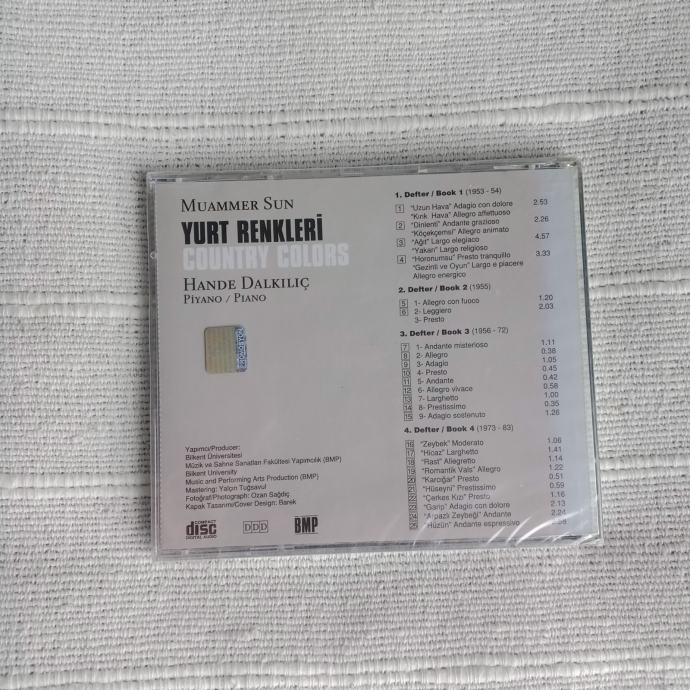 MUAMMER SUN
YURT RENKLERİ
COUNTRY COLORS
HANDE DALKILIÇ
PİYANO / PIANO
Yapımcı/Producer:
Bilkent Üniversitesi
Müzik ve Sahne Sanatları Fakültesi Yapımcılık (BMP)
Bilkent University
Music and Performing Arts Production (BMP)
Mastering: Yalçın Tuğsavul
Fotoğraf/Photograph: Ozan Sağdıç
Kapak Tasarımı/Cover Design: Barek
COMPACT
disc
DIGITAL AUDIO
DDD
BMP
1. Defter / Book 1 (1953 - 54)
1 "Uzun Hava" Adagio con dolore 2.53
"Kırık Hava" Allegro affettuoso
2 "Dinlenti" Andante grazioso 2.26
"Köçekçemsi" Allegro animato
3 "Ağıt" Largo elegiaco 4.57
"Yakarı" Largo religioso
4 "Horonumsu" Presto tranquillo 3.33
"Gezinti ve Oyun" Largo e piacere
Allegro energico
2. Defter / Book 2 (1955)
5 1- Allegro con fuoco 1.20
6 2- Leggiero 2.03
3- Presto
3. Defter / Book 3 (1956 - 72)
7 1- Andante misterioso 1.11
8 2- Allegro 0.38
9 3- Adagio 1.05
10 4- Presto 0.45
11 5- Andante 0.42
12 6- Allegro vivace 0.58
13 7- Larghetto 1.00
14 8- Prestissimo 0.35
15 9- Adagio sostenuto 1.26
4. Defter / Book 4 (1973 - 83)
16 "Zeybek" Moderato 1.06
17 "Hicaz" Larghetto 1.41
18 "Rast" Allegretto 1.14
19 "Romantik Vals" Allegro 1.22
20 "Karcığar" Presto 0.51
21 "Hüseyni" Prestissimo 0.59
22 "Çerkes Kızı" Presto 1.16
23 "Garip" Adagio con dolore 2.13
24 "Arpazlı Zeybeği" Andante 2.24
25 "Hüzün" Andante espressivo